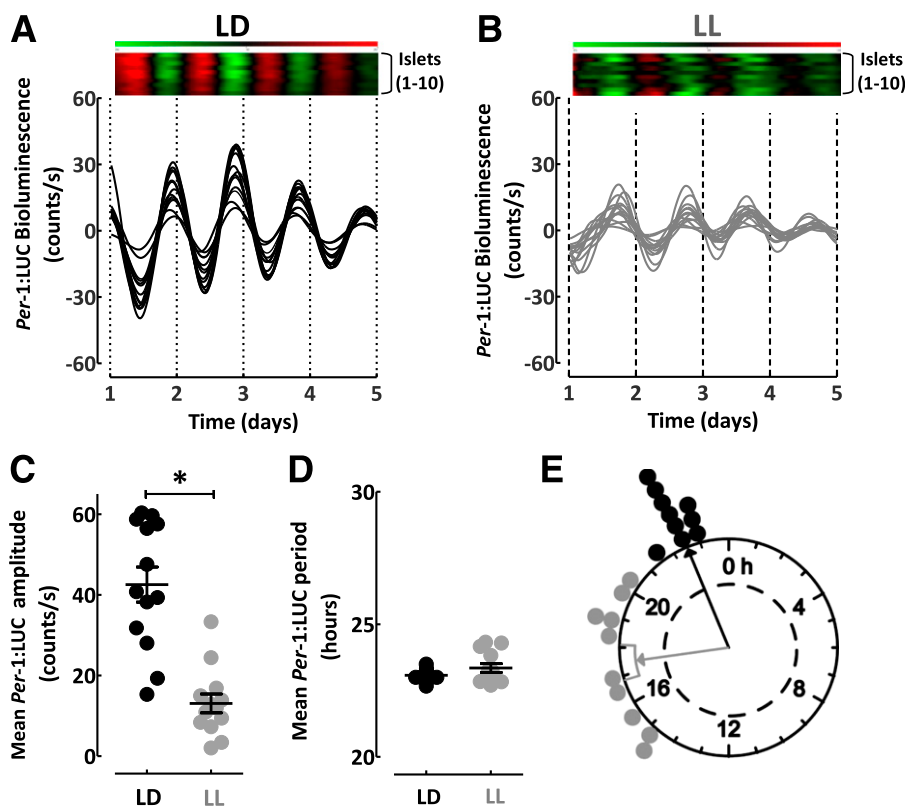 A
LD
Islets
(1-10)
Per-1:LUC Bioluminescence
(counts/s)
60
30
0
-30
-60
1 2 3 4 5
Time (days)
B
LL
Islets
(1-10)
Per-1:LUC Bioluminescence
(counts/s)
60
30
0
-30
-60
1 2 3 4 5
Time (days)
C
*
Mean Per-1:LUC amplitude
(counts/s)
60
40
20
0
LD LL
D
Mean Per-1:LUC period
(hours)
30
25
20
LD LL
E
0 h
4
8
12
16
20